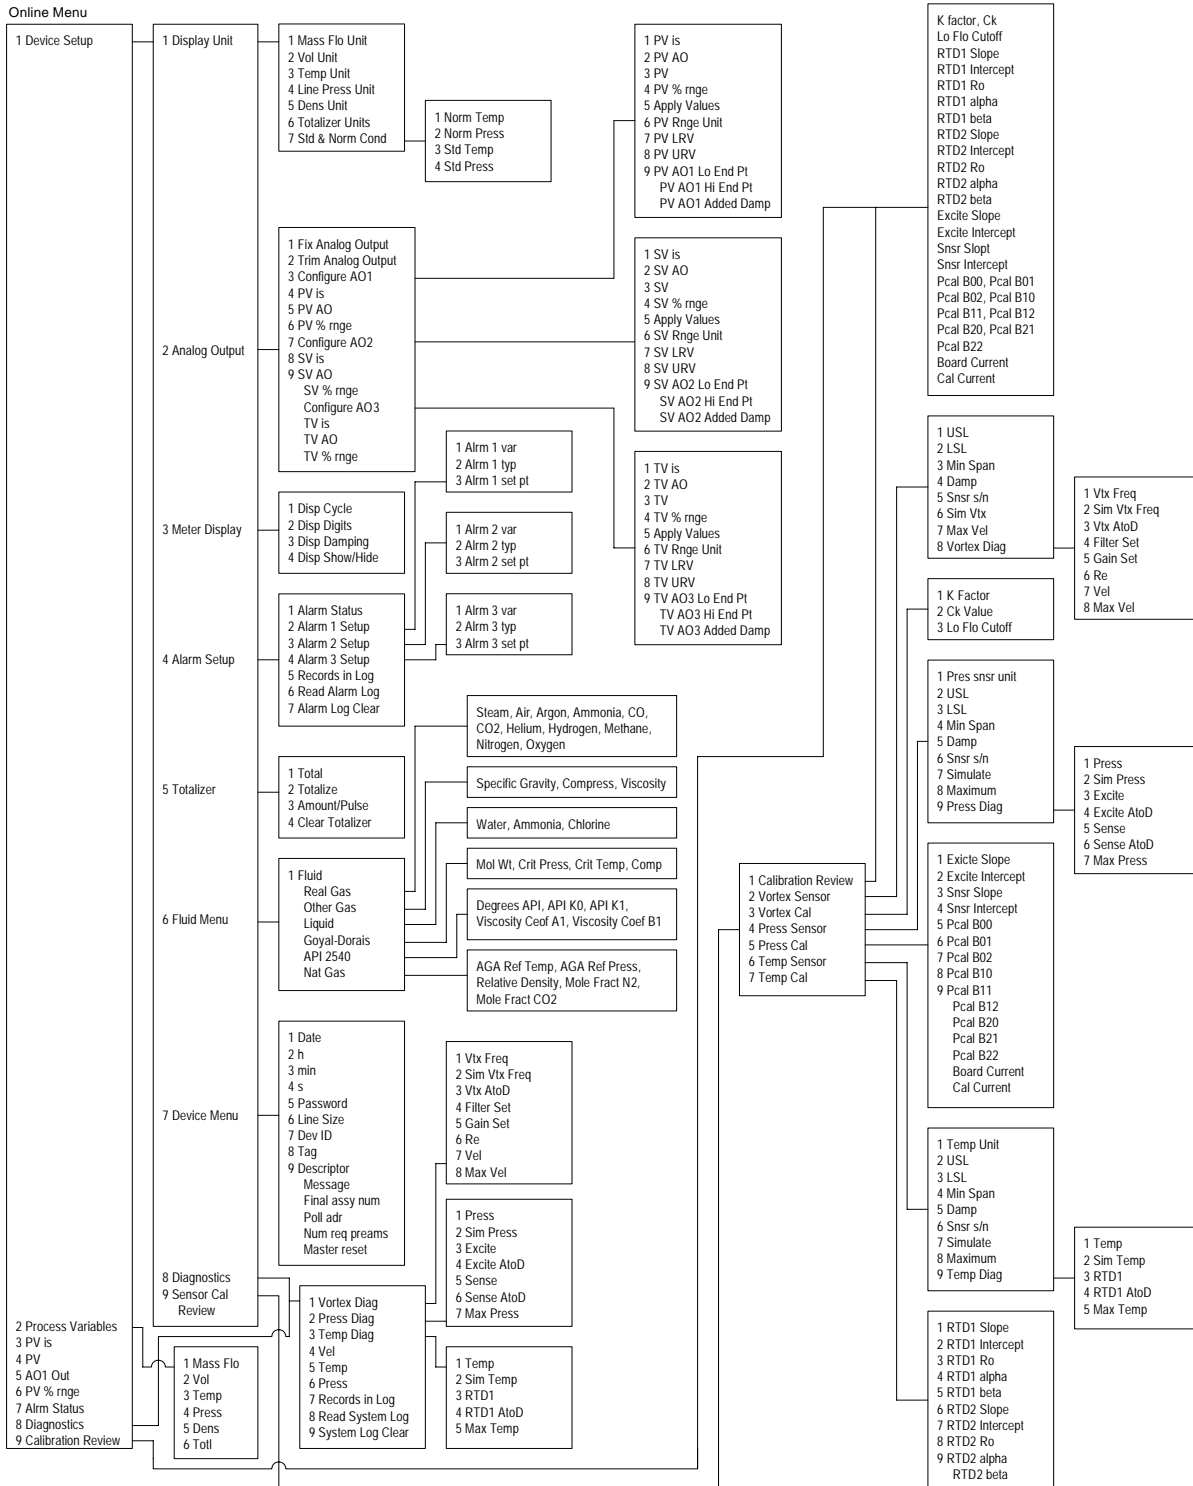 Online Menu
1 Device Setup
2 Process Variables
3 PV is
4 PV
5 AO1 Out
6 PV % rnge
7 Alrm Status
8 Diagnostics
9 Calibration Review
1 Display Unit
2 Analog Output
3 Meter Display
4 Alarm Setup
5 Totalizer
6 Fluid Menu
7 Device Menu
8 Diagnostics
9 Sensor Cal
Review
1 Mass Flo Unit
2 Vol Unit
3 Temp Unit
4 Line Press Unit
5 Dens Unit
6 Totalizer Units
7 Std & Norm Cond
1 Norm Temp
2 Norm Press
3 Std Temp
4 Std Press
1 Fix Analog Output
2 Trim Analog Output
3 Configure AO1
4 PV is
5 PV AO
6 PV % rnge
7 Configure AO2
8 SV is
9 SV AO
SV % rnge
Configure AO3
TV is
TV AO
TV % rnge
1 PV is
2 PV AO
3 PV
4 PV % rnge
5 Apply Values
6 PV Rnge Unit
7 PV LRV
8 PV URV
9 PV AO1 Lo End Pt
PV AO1 Hi End Pt
PV AO1 Added Damp
1 SV is
2 SV AO
3 SV
4 SV % rnge
5 Apply Values
6 SV Rnge Unit
7 SV LRV
8 SV URV
9 SV AO2 Lo End Pt
SV AO2 Hi End Pt
SV AO2 Added Damp
1 TV is
2 TV AO
3 TV
4 TV % rnge
5 Apply Values
6 TV Rnge Unit
7 TV LRV
8 TV URV
9 TV AO3 Lo End Pt
TV AO3 Hi End Pt
TV AO3 Added Damp
1 Disp Cycle
2 Disp Digits
3 Disp Damping
4 Disp Show/Hide
1 Alarm Status
2 Alarm 1 Setup
3 Alarm 2 Setup
4 Alarm 3 Setup
5 Records in Log
6 Read Alarm Log
7 Alarm Log Clear
1 Alrm 1 var
2 Alrm 1 typ
3 Alrm 1 set pt
1 Alrm 2 var
2 Alrm 2 typ
3 Alrm 2 set pt
1 Alrm 3 var
2 Alrm 3 typ
3 Alrm 3 set pt
1 Total
2 Totalize
3 Amount/Pulse
4 Clear Totalizer
1 Fluid
Real Gas
Other Gas
Liquid
Goyal-Dorais
API 2540
Nat Gas
Steam, Air, Argon, Ammonia, CO,
CO2, Helium, Hydrogen, Methane,
Nitrogen, Oxygen
Specific Gravity, Compress, Viscosity
Water, Ammonia, Chlorine
Mol Wt, Crit Press, Crit Temp, Comp
Degrees API, API K0, API K1,
Viscosity Ceof A1, Viscosity Coef B1
AGA Ref Temp, AGA Ref Press,
Relative Density, Mole Fract N2,
Mole Fract CO2
1 Date
2 h
3 min
4 s
5 Password
6 Line Size
7 Dev ID
8 Tag
9 Descriptor
Message
Final assy num
Poll adr
Num req preams
Master reset
1 Mass Flo
2 Vol
3 Temp
4 Press
5 Dens
6 Totl
1 Vortex Diag
2 Press Diag
3 Temp Diag
4 Vel
5 Temp
6 Press
7 Records in Log
8 Read System Log
9 System Log Clear
1 Vtx Freq
2 Sim Vtx Freq
3 Vtx AtoD
4 Filter Set
5 Gain Set
6 Re
7 Vel
8 Max Vel
1 Press
2 Sim Press
3 Excite
4 Excite AtoD
5 Sense
6 Sense AtoD
7 Max Press
1 Temp
2 Sim Temp
3 RTD1
4 RTD1 AtoD
5 Max Temp
1 Calibration Review
2 Vortex Sensor
3 Vortex Cal
4 Press Sensor
5 Press Cal
6 Temp Sensor
7 Temp Cal
K factor, Ck
Lo Flo Cutoff
RTD1 Slope
RTD1 Intercept
RTD1 Ro
RTD1 alpha
RTD1 beta
RTD2 Slope
RTD2 Intercept
RTD2 Ro
RTD2 alpha
RTD2 beta
Excite Slope
Excite Intercept
Snsr Slopt
Snsr Intercept
Pcal B00, Pcal B01
Pcal B02, Pcal B10
Pcal B11, Pcal B12
Pcal B20, Pcal B21
Pcal B22
Board Current
Cal Current
1 USL
2 LSL
3 Min Span
4 Damp
5 Snsr s/n
6 Sim Vtx
7 Max Vel
8 Vortex Diag
1 Vtx Freq
2 Sim Vtx Freq
3 Vtx AtoD
4 Filter Set
5 Gain Set
6 Re
7 Vel
8 Max Vel
1 K Factor
2 Ck Value
3 Lo Flo Cutoff
1 Pres snsr unit
2 USL
3 LSL
4 Min Span
5 Damp
6 Snsr s/n
7 Simulate
8 Maximum
9 Press Diag
1 Press
2 Sim Press
3 Excite
4 Excite AtoD
5 Sense
6 Sense AtoD
7 Max Press
1 Exicte Slope
2 Excite Intercept
3 Snsr Slope
4 Snsr Intercept
5 Pcal B00
6 Pcal B01
7 Pcal B02
8 Pcal B10
9 Pcal B11
Pcal B12
Pcal B20
Pcal B21
Pcal B22
Board Current
Cal Current
1 Temp Unit
2 USL
3 LSL
4 Min Span
5 Damp
6 Snsr s/n
7 Simulate
8 Maximum
9 Temp Diag
1 Temp
2 Sim Temp
3 RTD1
4 RTD1 AtoD
5 Max Temp
1 RTD1 Slope
2 RTD1 Intercept
3 RTD1 Ro
4 RTD1 alpha
5 RTD1 beta
6 RTD2 Slope
7 RTD2 Intercept
8 RTD2 Ro
9 RTD2 alpha
RTD2 beta